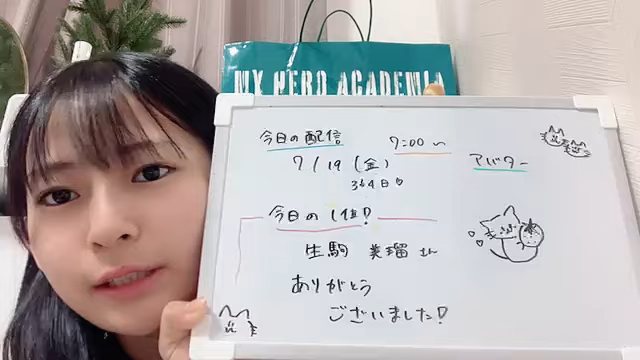 MY HERO ACADEMIA
今日の配信 7:00〜
7/19(金) アバター
364日♡
今日の1位!
生駒 美瑠さん
ありがとう
ございました!